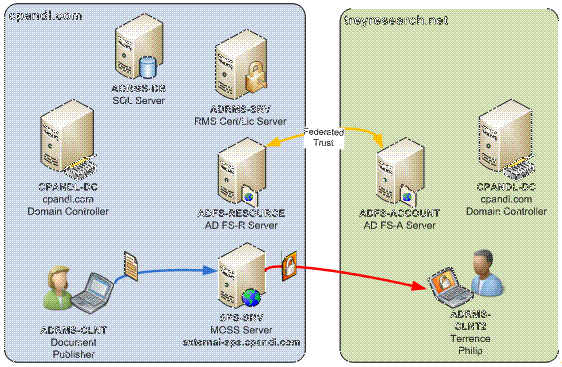 cpandl.com
treyresearch.net
ADRMS-DB
SQL Server
ADRMS-SRV
RMS Cert/Lic Server
Federated
Trust
CPANDL-DC
cpandl.com
Domain Controller
ADFS-RESOURCE
AD FS-R Server
ADFS-ACCOUNT
AD FS-A Server
CPANDL-DC
cpandl.com
Domain Controller
ADRMS-CLNT
Document
Publisher
SPS-SRV
MOSS Server
external-sps.cpandl.com
ADRMS-
CLNT2
Terrence
Philip